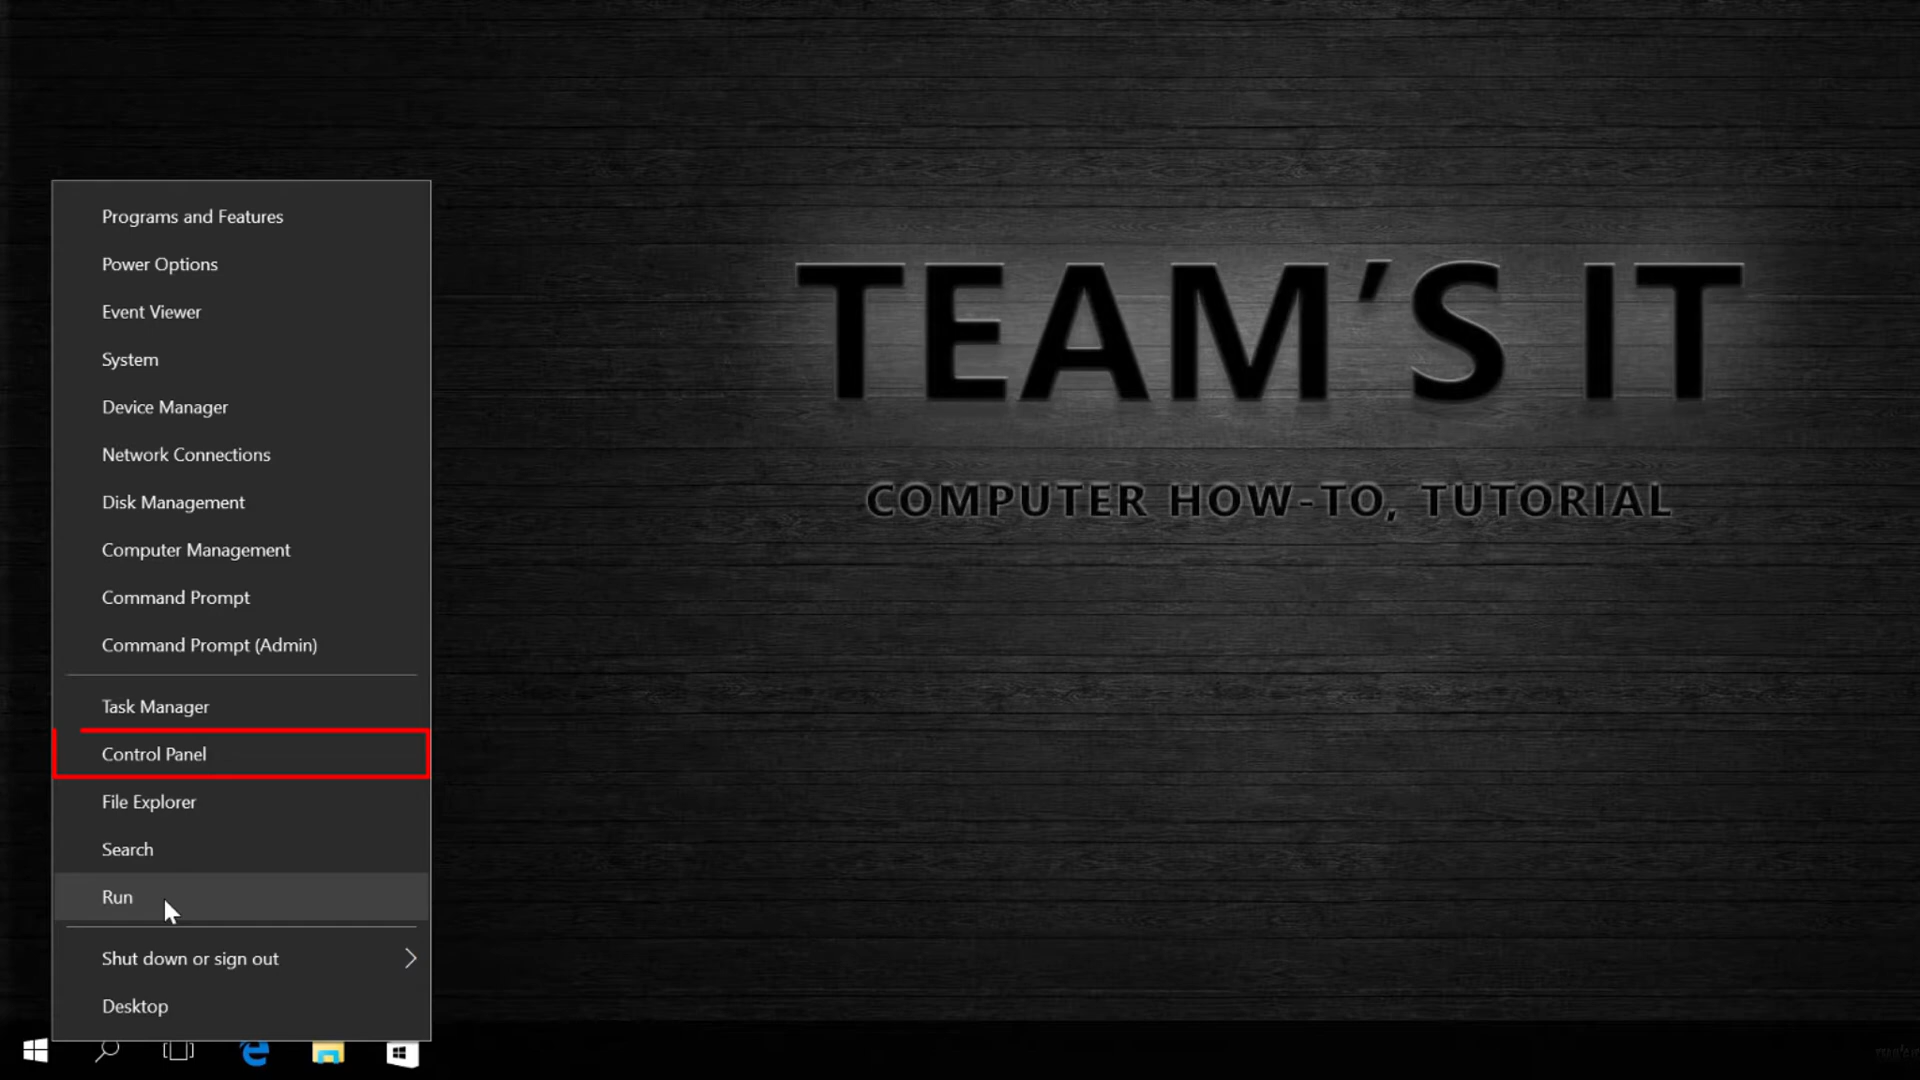 Programs and Features
Power Options
Event Viewer
System
Device Manager
Network Connections
Disk Management
Computer Management
Command Prompt
Command Prompt (Admin)
Task Manager
Control Panel
File Explorer
Search
Run
Shut down or sign out
Desktop
TEAM'S IT
COMPUTER HOW-TO, TUTORIAL